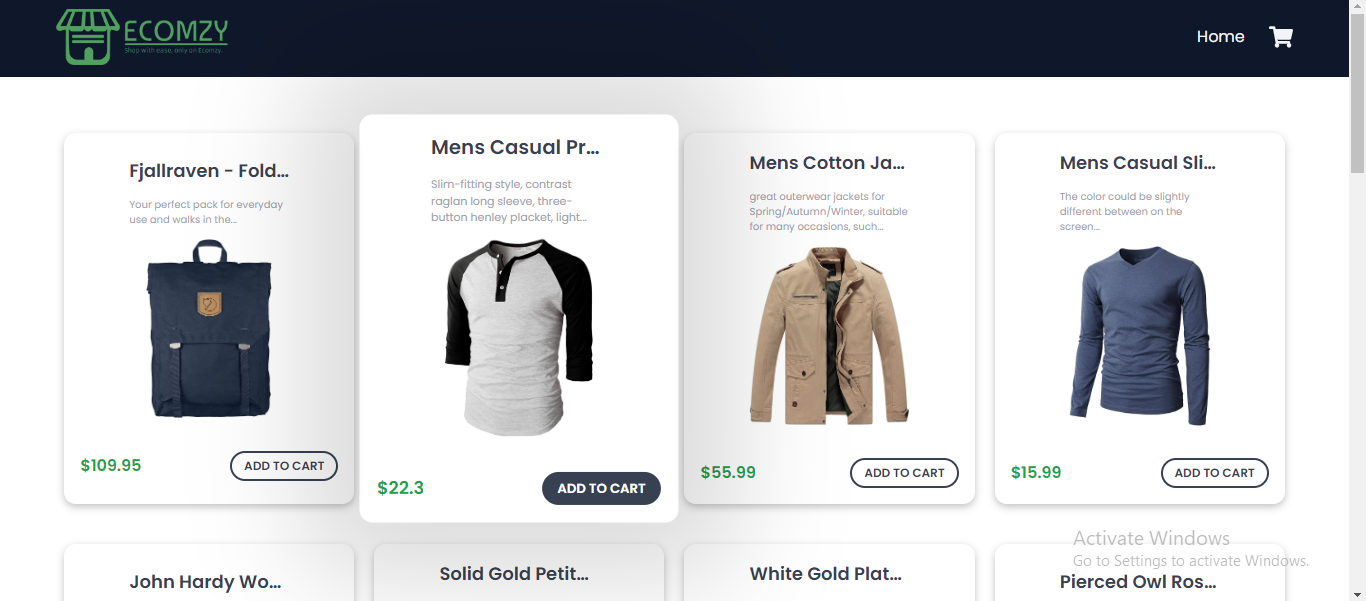 ECOMZY
Shop with ease, only on Ecomzy.
Home
Fjallraven - Fold...
Your perfect pack for everyday
use and walks in the...
$109.95
ADD TO CART
Mens Casual Pr...
Slim-fitting style, contrast
raglan long sleeve, three-
button henley placket, light...
$22.3
ADD TO CART
Mens Cotton Ja...
great outerwear jackets for
Spring/Autumn/Winter, suitable
for many occasions, such...
$55.99
ADD TO CART
Mens Casual Sli...
The color could be slightly
different between on the
screen...
$15.99
ADD TO CART
John Hardy Wo...
Solid Gold Petit...
White Gold Plat...
Pierced Owl Ros...
Activate Windows
Go to Settings to activate Windows.